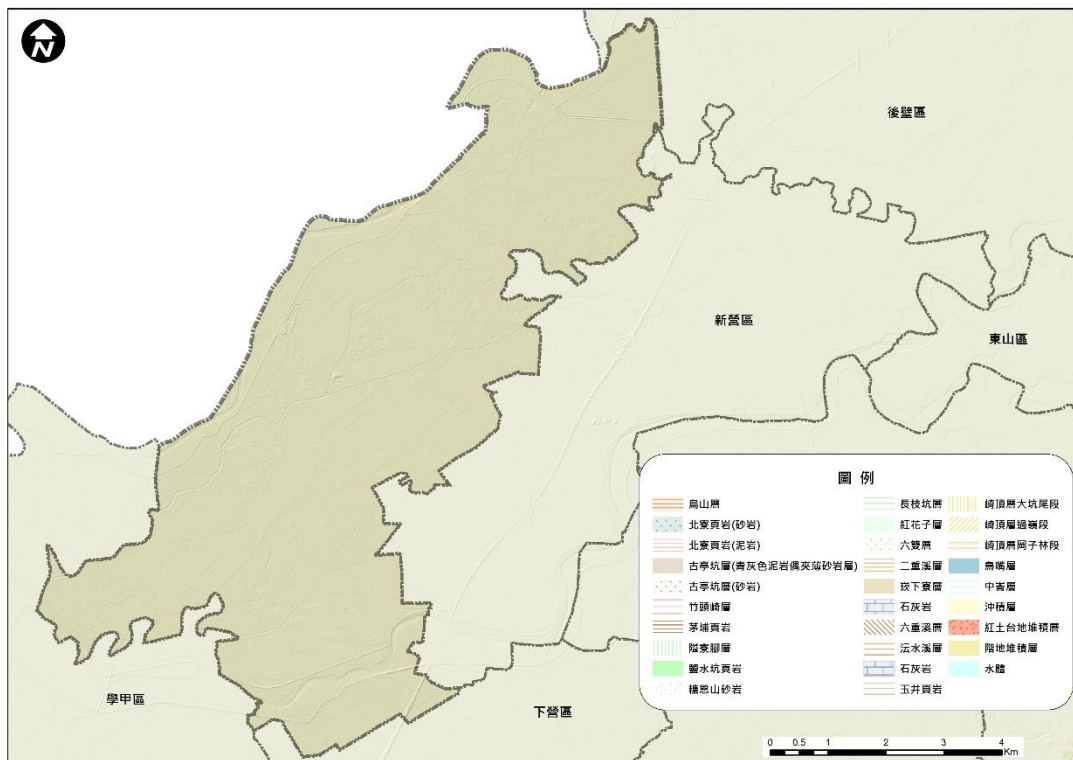 N
後壁區
新營區
東山區
學甲區
下營區
圖 例
烏山層
北寮頁岩(砂岩)
北寮頁岩(泥岩)
古亭坑層(青灰色泥岩偶夾薄砂岩層)
古亭坑層(砂岩)
竹頭崎層
茅埔頁岩
隘寮腳層
鹽水坑頁岩
糖恩山砂岩
長枝坑層
紅花子層
六雙層
二重溪層
崁下寮層
石灰岩
六重溪層
沄水溪層
石灰岩
玉井頁岩
崎頂層大坑尾段
崎頂層過嶺段
崎頂層岡子林段
鳥嘴層
中崙層
沖積層
紅土台地堆積層
階地堆積層
水體
0 0.5 1 2 3 4
Km